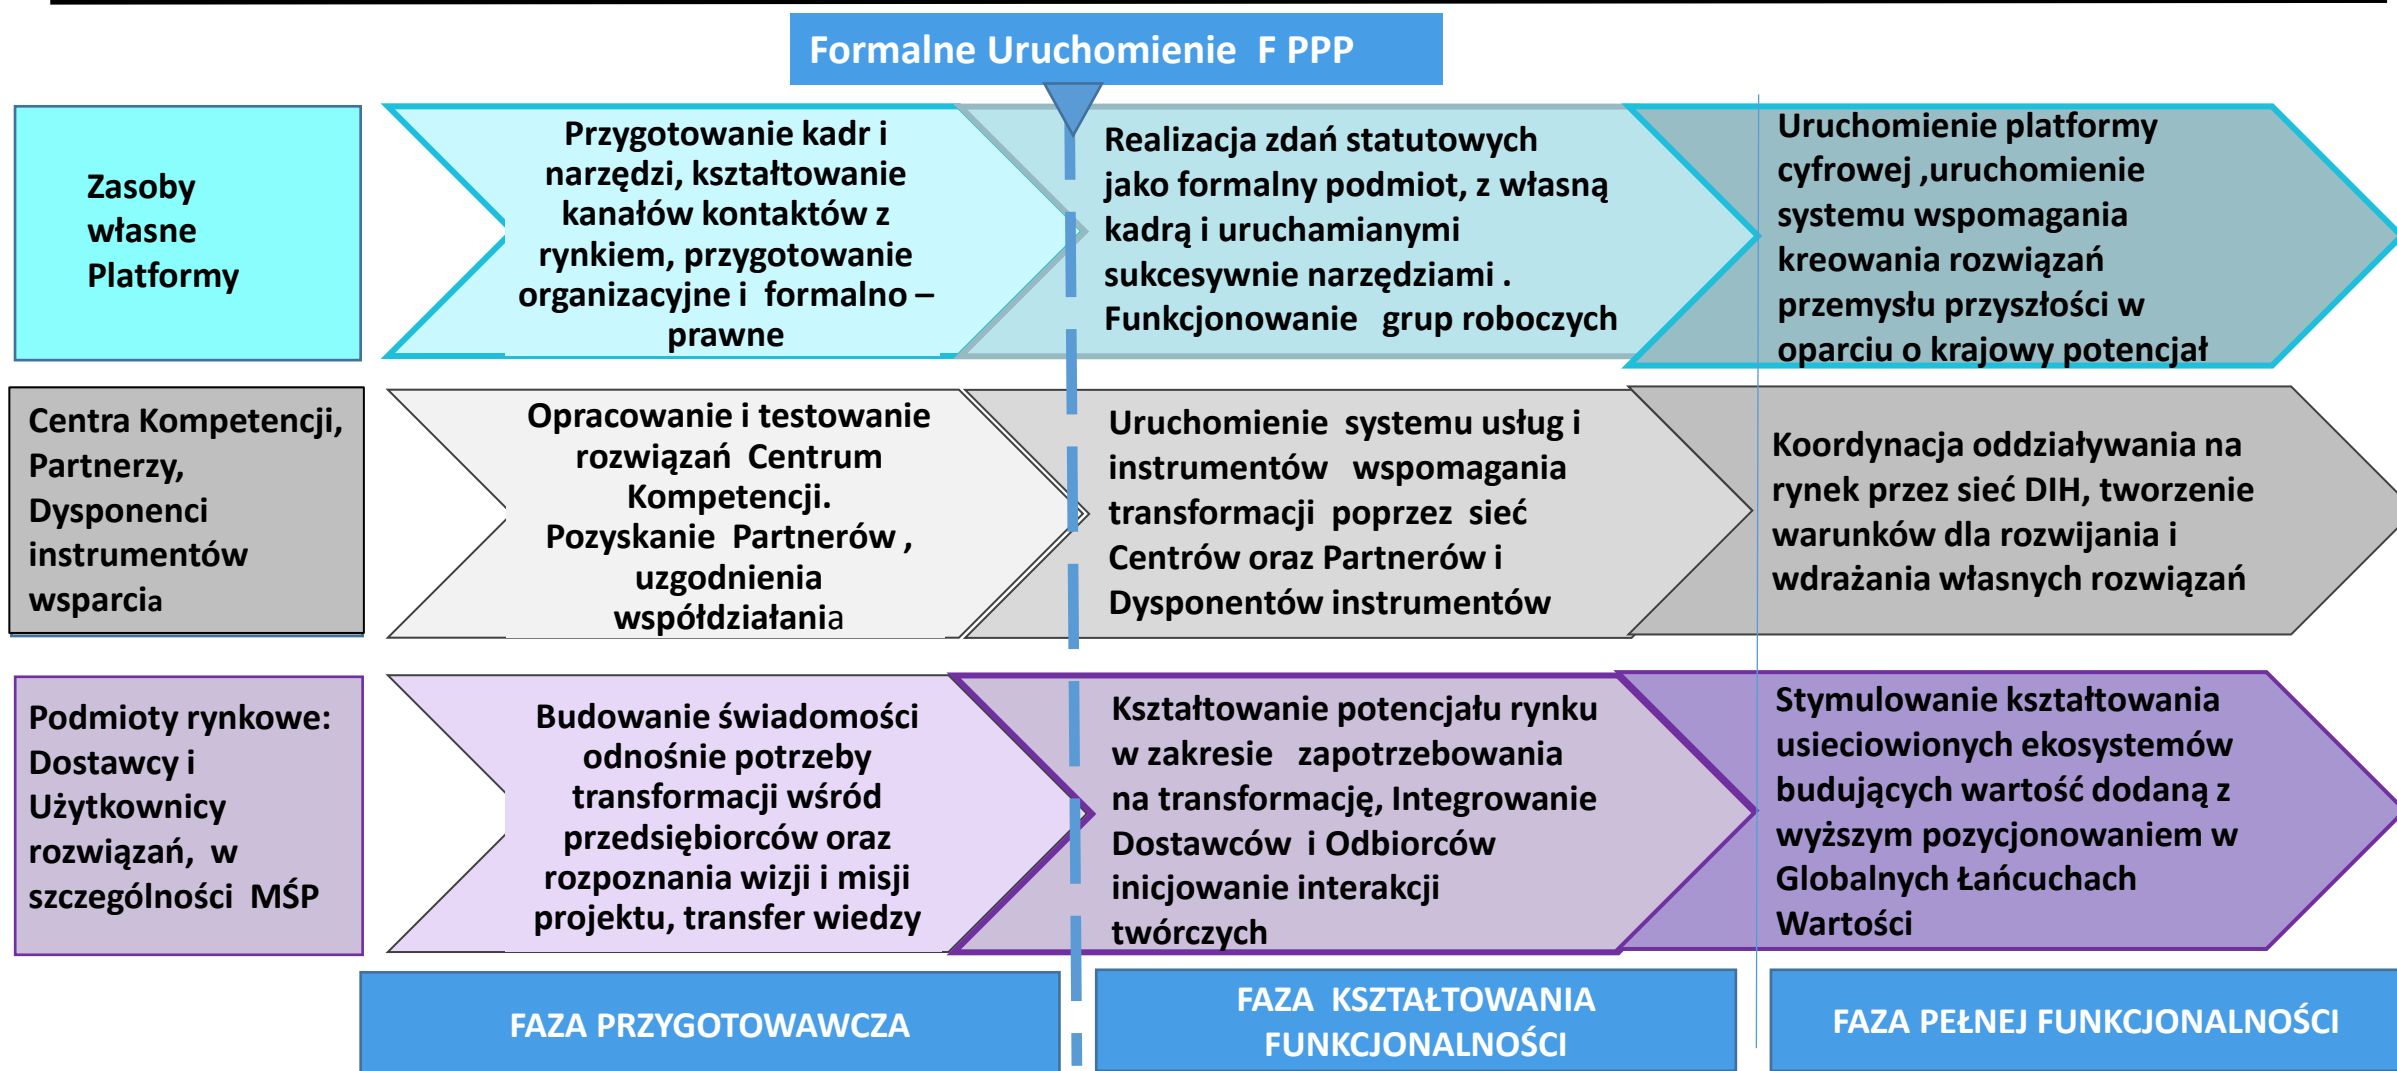 Formalne Uruchomienie F PPP
Zasoby
własne
Platformy
Przygotowanie kadr i
narzędzi, kształtowanie
kanałów kontaktów z
rynkiem, przygotowanie
organizacyjne i formalno –
prawne
Realizacja zdań statutowych
jako formalny podmiot, z własną
kadrą i uruchamianymi
sukcesywnie narzędziami .
Funkcjonowanie grup roboczych
Uruchomienie platformy
cyfrowej ,uruchomienie
systemu wspomagania
kreowania rozwiązań
przemysłu przyszłości w
oparciu o krajowy potencjał
Centra Kompetencji,
Partnerzy,
Dysponenci
instrumentów
wsparcia
Opracowanie i testowanie
rozwiązań Centrum
Kompetencji.
Pozyskanie Partnerów ,
uzgodnienia
współdziałania
Uruchomienie systemu usług i
instrumentów wspomagania
transformacji poprzez sieć
Centrów oraz Partnerów i
Dysponentów instrumentów
Koordynacja oddziaływania na
rynek przez sieć DIH, tworzenie
warunków dla rozwijania i
wdrażania własnych rozwiązań
Podmioty rynkowe:
Dostawcy i
Użytkownicy
rozwiązań, w
szczególności MŚP
Budowanie świadomości
odnośnie potrzeby
transformacji wśród
przedsiębiorców oraz
rozpoznania wizji i misji
projektu, transfer wiedzy
Kształtowanie potencjału rynku
w zakresie zapotrzebowania
na transformację, Integrowanie
Dostawców i Odbiorców
inicjowanie interakcji
twórczych
Stymulowanie kształtowania
usieciowionych ekosystemów
budujących wartość dodaną z
wyższym pozycjonowaniem w
Globalnych Łańcuchach
Wartości
FAZA PRZYGOTOWAWCZA
FAZA KSZTAŁTOWANIA
FUNKCJONALNOŚCI
FAZA PEŁNEJ FUNKCJONALNOŚCI